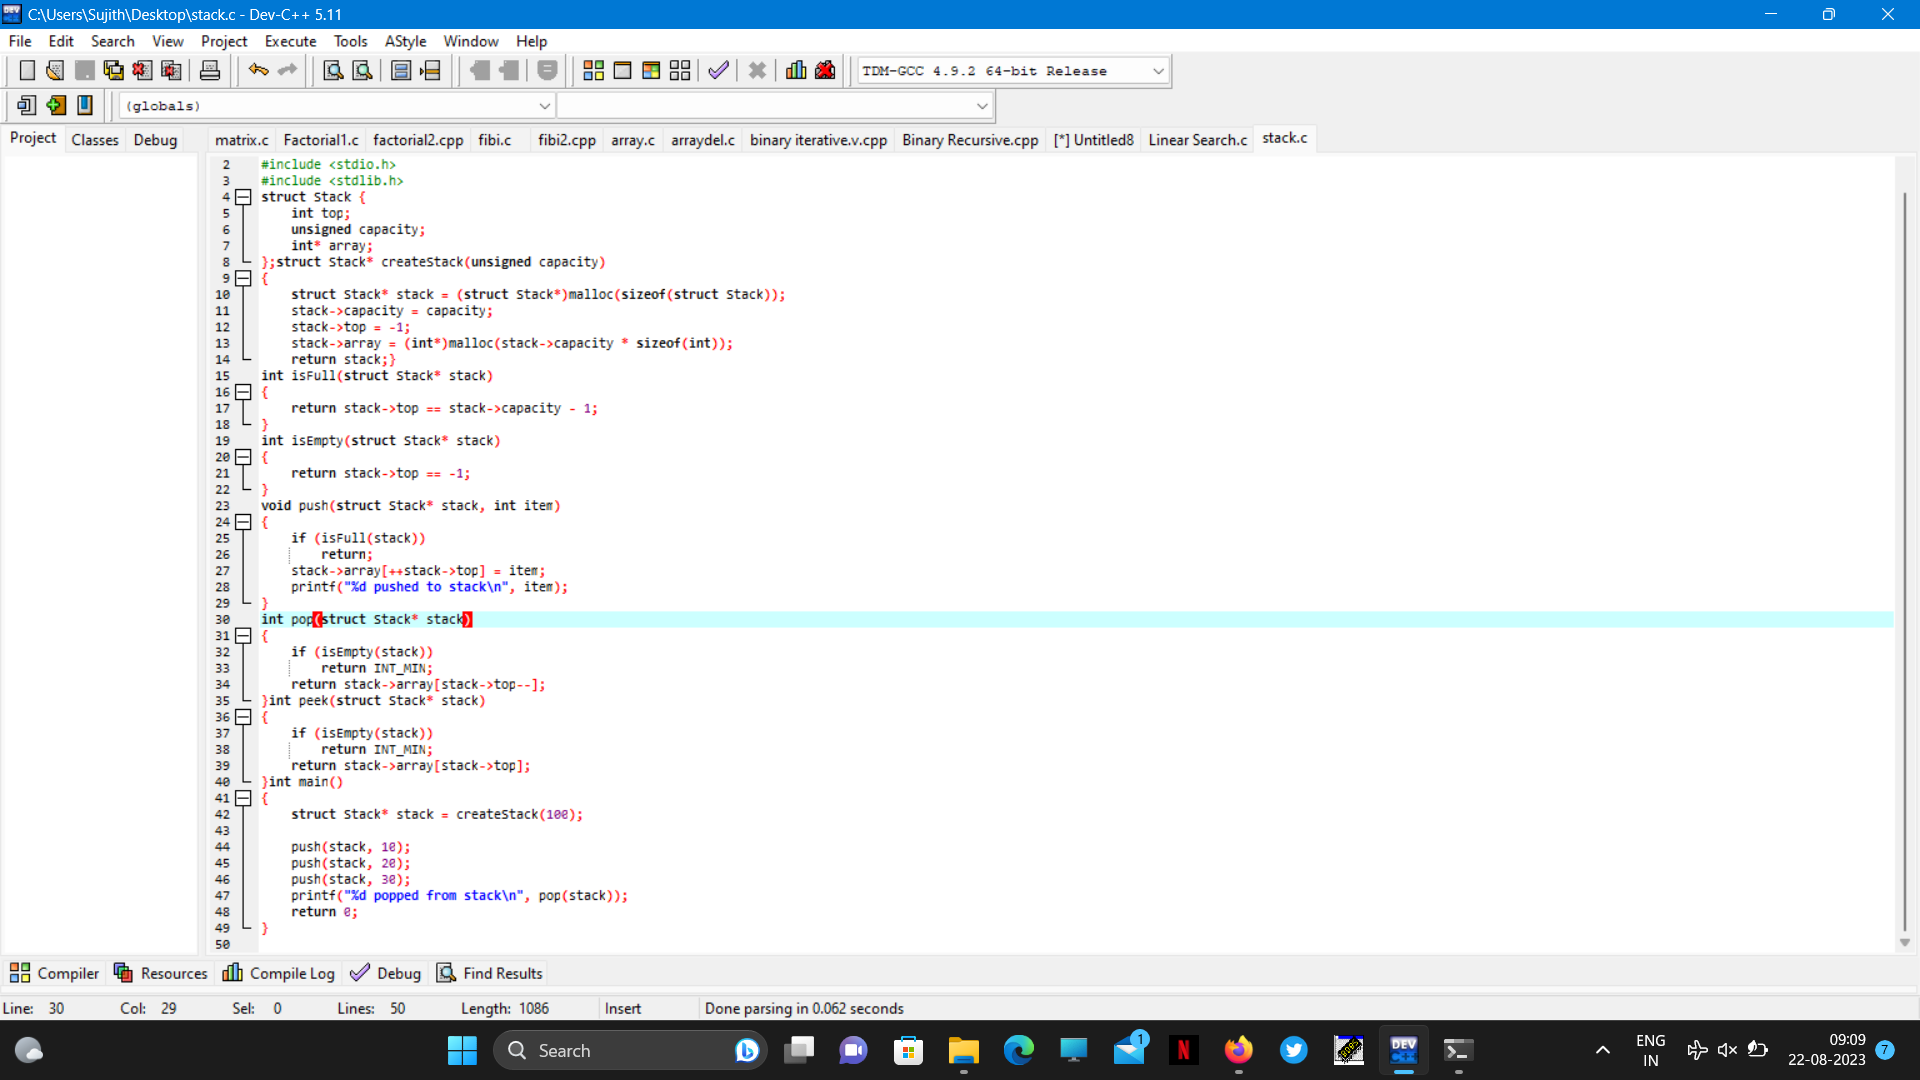 C:\Users\Sujith\Desktop\stack.c - Dev-C++ 5.11
File Edit Search View Project Execute Tools AStyle Window Help
TDM-GCC 4.9.2 64-bit Release
(globals)
Project Classes Debug matrix.c Factorial1.c factorial2.cpp fibi.c fibi2.cpp array.c arraydel.c binary iterative.v.cpp Binary Recursive.cpp [*] Untitled8 Linear Search.c stack.c
2 #include <stdio.h>
3 #include <stdlib.h>
4 struct Stack {
5 int top;
6 unsigned capacity;
7 int* array;
8 };struct Stack* createStack(unsigned capacity)
9 {
10 struct Stack* stack = (struct Stack*)malloc(sizeof(struct Stack));
11 stack->capacity = capacity;
12 stack->top = -1;
13 stack->array = (int*)malloc(stack->capacity * sizeof(int));
14 return stack;}
15 int isFull(struct Stack* stack)
16 {
17 return stack->top == stack->capacity - 1;
18 }
19 int isEmpty(struct Stack* stack)
20 {
21 return stack->top == -1;
22 }
23 void push(struct Stack* stack, int item)
24 {
25 if (isFull(stack))
26 return;
27 stack->array[++stack->top] = item;
28 printf("%d pushed to stack\n", item);
29 }
30 int pop(struct Stack* stack)
31 {
32 if (isEmpty(stack))
33 return INT_MIN;
34 return stack->array[stack->top--];
35 }int peek(struct Stack* stack)
36 {
37 if (isEmpty(stack))
38 return INT_MIN;
39 return stack->array[stack->top];
40 }int main()
41 {
42 struct Stack* stack = createStack(100);
43
44 push(stack, 10);
45 push(stack, 20);
46 push(stack, 30);
47 printf("%d popped from stack\n", pop(stack));
48 return 0;
49 }
50
Compiler Resources Compile Log Debug Find Results
Line: 30 Col: 29 Sel: 0 Lines: 50 Length: 1086 Insert Done parsing in 0.062 seconds
Search
1
N
DEV C++
ENG
IN
09:09
22-08-2023
7